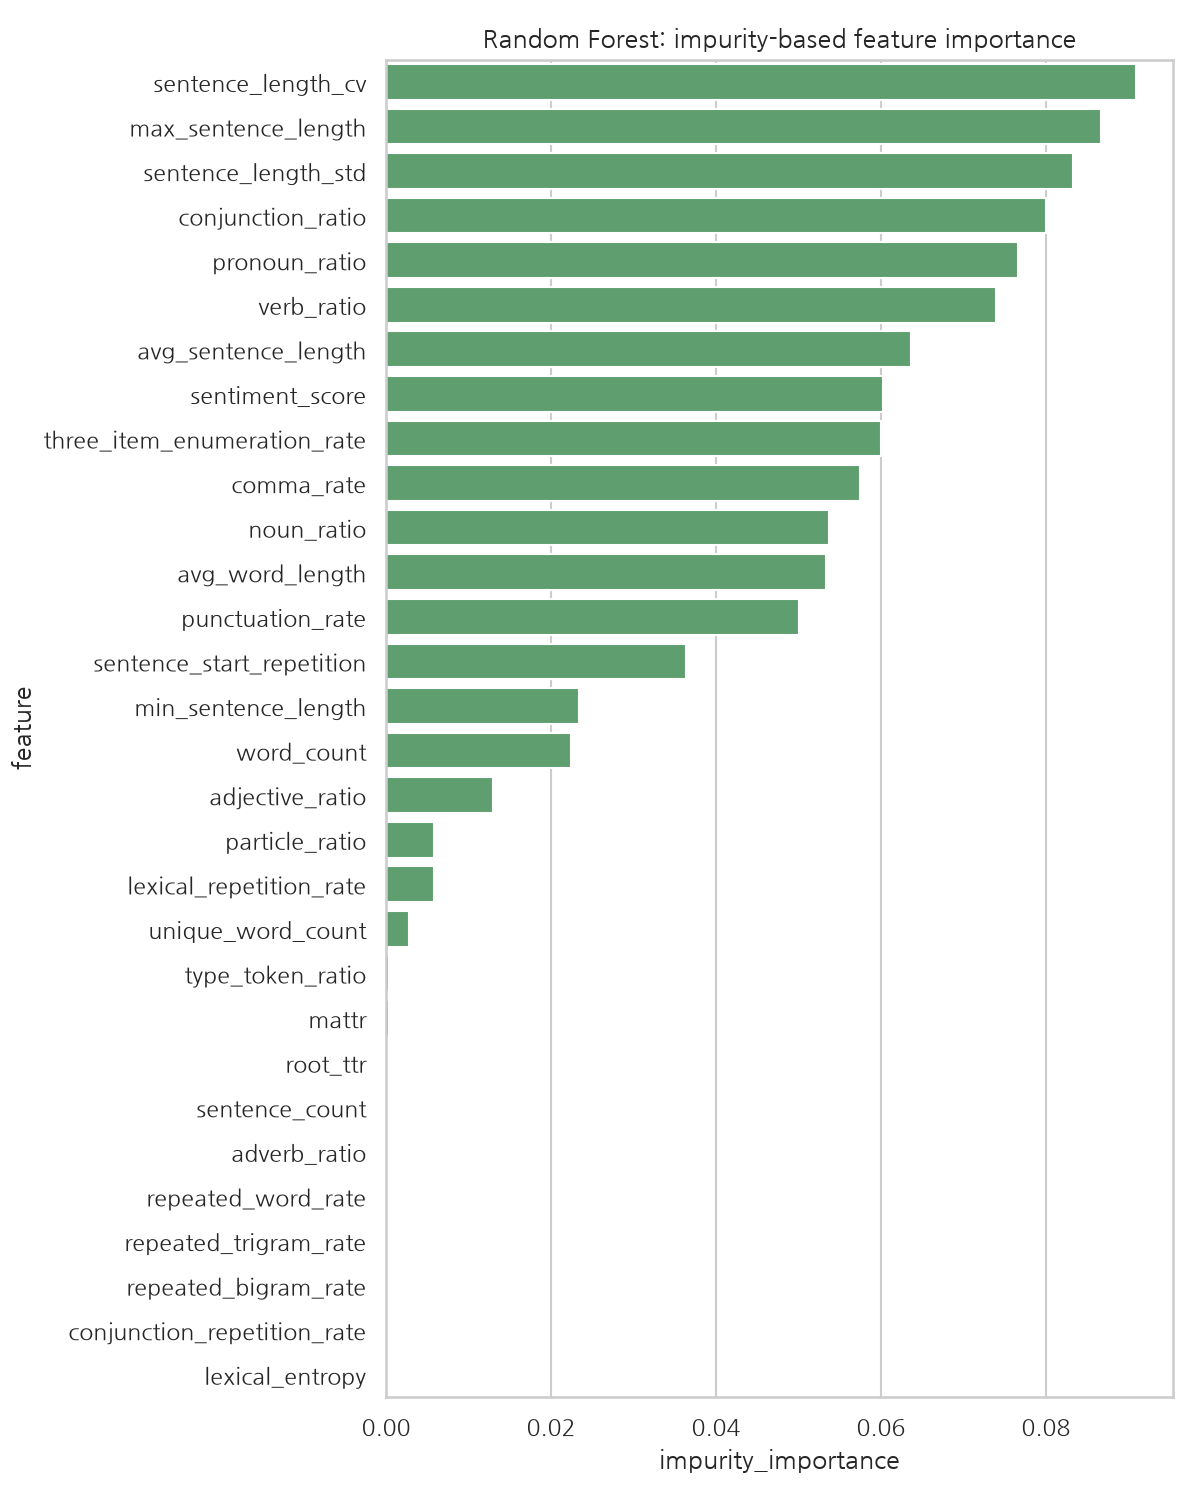 Random Forest: impurity-based feature importance
sentence_length_cv
max_sentence_length
sentence_length_std
conjunction_ratio
pronoun_ratio
verb_ratio
avg_sentence_length
sentiment_score
three_item_enumeration_rate
comma_rate
noun_ratio
avg_word_length
punctuation_rate
sentence_start_repetition
min_sentence_length
word_count
adjective_ratio
particle_ratio
lexical_repetition_rate
unique_word_count
type_token_ratio
mattr
root_ttr
sentence_count
adverb_ratio
repeated_word_rate
repeated_trigram_rate
repeated_bigram_rate
conjunction_repetition_rate
lexical_entropy
feature
0.00 0.02 0.04 0.06 0.08
impurity_importance